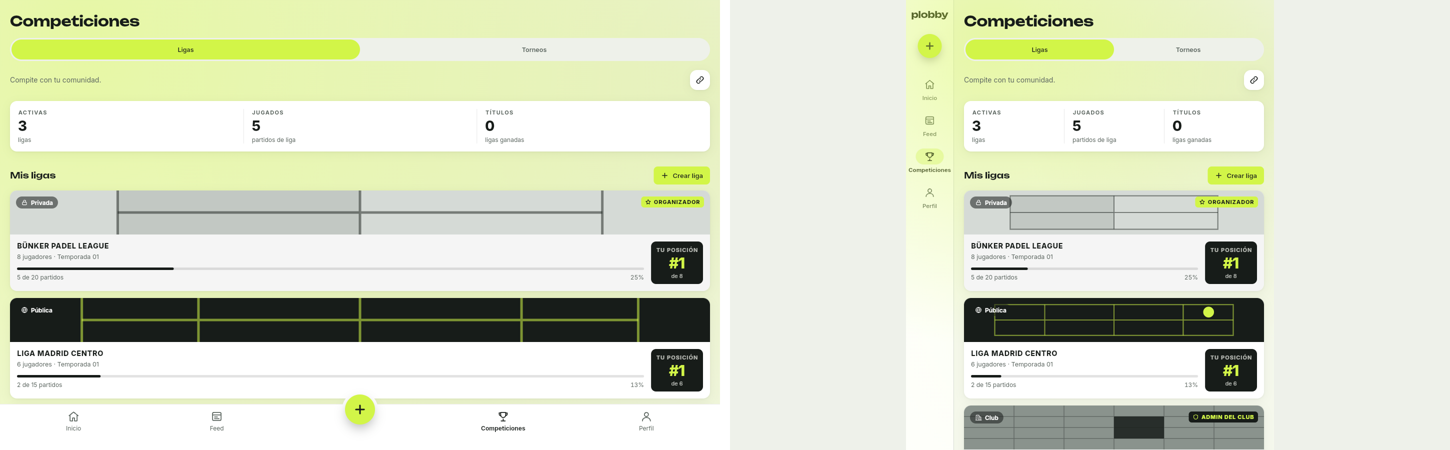 Competiciones
Ligas
Torneos
Compite con tu comunidad.
ACTIVAS
3
ligas
JUGADOS
5
partidos de liga
TÍTULOS
0
ligas ganadas
Mis ligas
Crear liga
Privada
ORGANIZADOR
BÜNKER PADEL LEAGUE
8 jugadores · Temporada 01
5 de 20 partidos
25%
TU POSICIÓN
#1
de 8
Pública
LIGA MADRID CENTRO
6 jugadores · Temporada 01
2 de 15 partidos
13%
TU POSICIÓN
#1
de 6
Inicio
Feed
Competiciones
Perfil
plobby
Inicio
Feed
Competiciones
Perfil
Competiciones
Ligas
Torneos
Compite con tu comunidad.
ACTIVAS
3
ligas
JUGADOS
5
partidos de liga
TÍTULOS
0
ligas ganadas
Mis ligas
Crear liga
Privada
ORGANIZADOR
BÜNKER PADEL LEAGUE
8 jugadores · Temporada 01
5 de 20 partidos
25%
TU POSICIÓN
#1
de 8
Pública
LIGA MADRID CENTRO
6 jugadores · Temporada 01
2 de 15 partidos
13%
TU POSICIÓN
#1
de 6
Club
ADMIN DEL CLUB